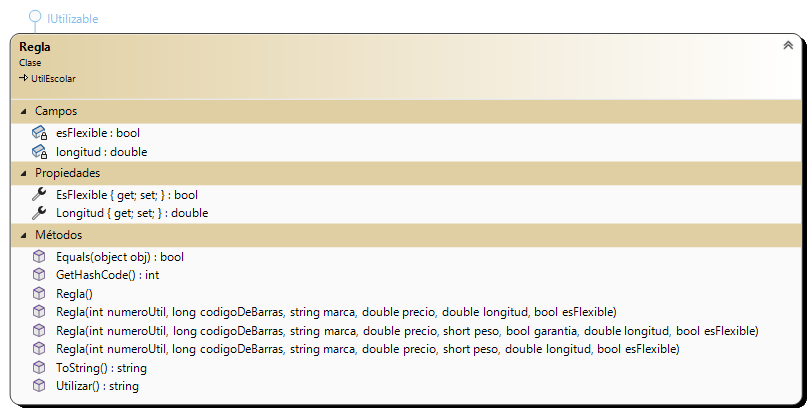 IUtilizable
Regla
Clase
UtilEscolar
Campos
esFlexible : bool
longitud : double
Propiedades
EsFlexible { get; set; } : bool
Longitud { get; set; } : double
Métodos
Equals(object obj) : bool
GetHashCode() : int
Regla()
Regla(int numeroUtil, long codigoDeBarras, string marca, double precio, double longitud, bool esFlexible)
Regla(int numeroUtil, long codigoDeBarras, string marca, double precio, short peso, bool garantia, double longitud, bool esFlexible)
Regla(int numeroUtil, long codigoDeBarras, string marca, double precio, short peso, double longitud, bool esFlexible)
ToString() : string
Utilizar() : string